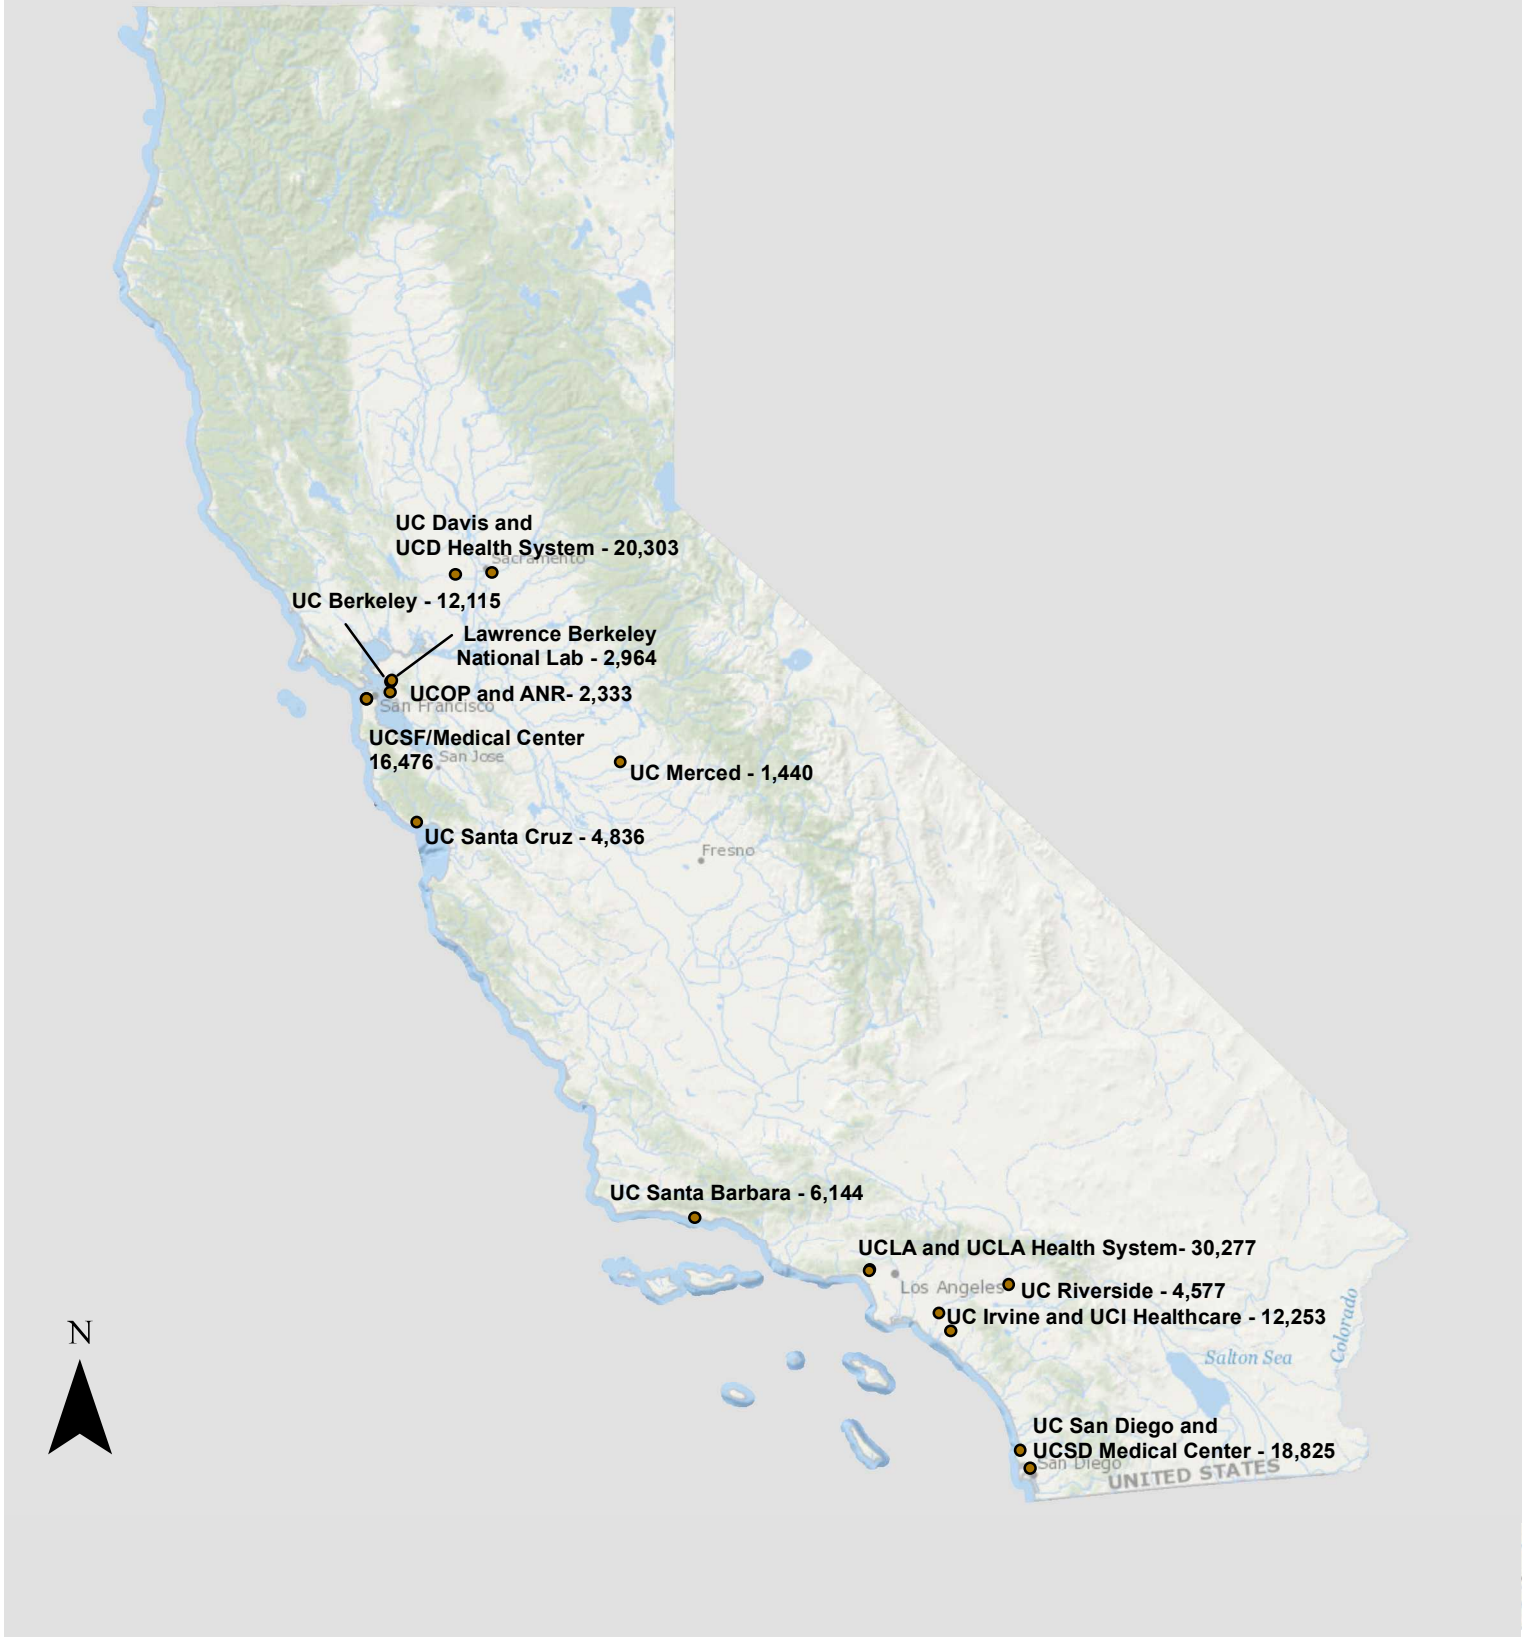 UC Davis and
UCD Health System - 20,303
Sacramento
UC Berkeley - 12,115
Lawrence Berkeley
National Lab - 2,964
UCOP and ANR- 2,333
San Francisco
UCSF/Medical Center
16,476
San Jose
UC Merced - 1,440
UC Santa Cruz - 4,836
Fresno
UC Santa Barbara - 6,144
UCLA and UCLA Health System- 30,277
Los Angeles
UC Riverside - 4,577
UC Irvine and UCI Healthcare - 12,253
N
Colorado
Salton Sea
UC San Diego and
UCSD Medical Center - 18,825
San Diego
UNITED STATES